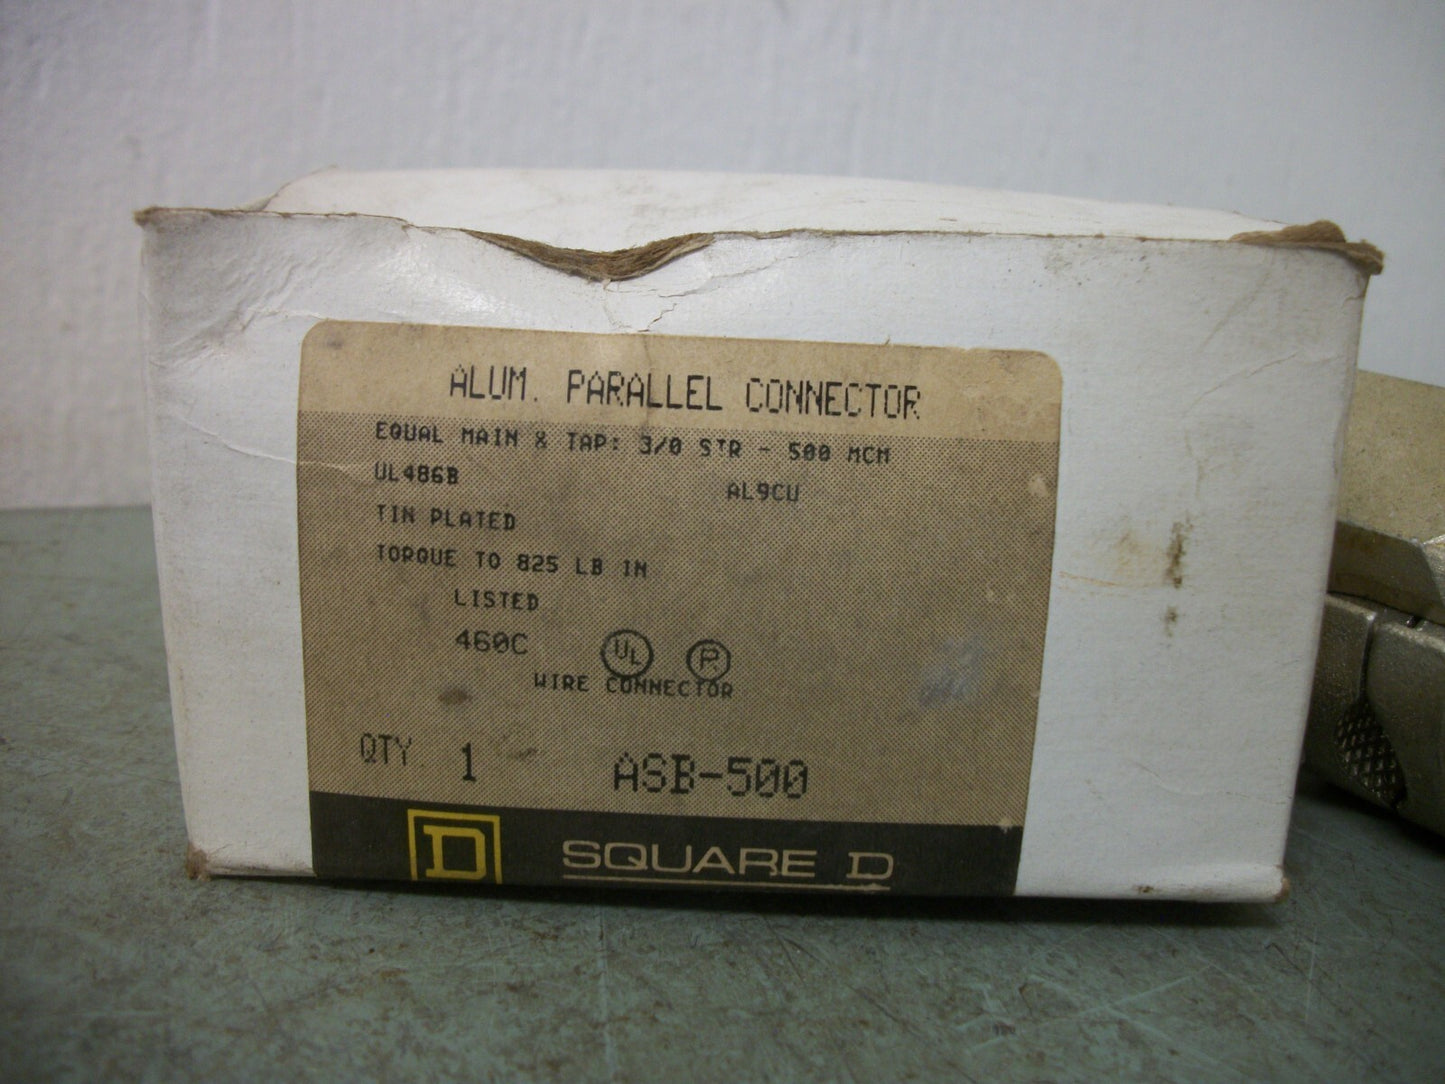 ALUM. PARALLEL CONNECTOR
EQUAL MAIN & TAP: 3/0 STR - 500 MCM
UL486B AL9CU
TIN PLATED
TORQUE TO 825 LB IN
LISTED
460C UL R
WIRE CONNECTOR
QTY 1 ASB-500
D SQUARE D